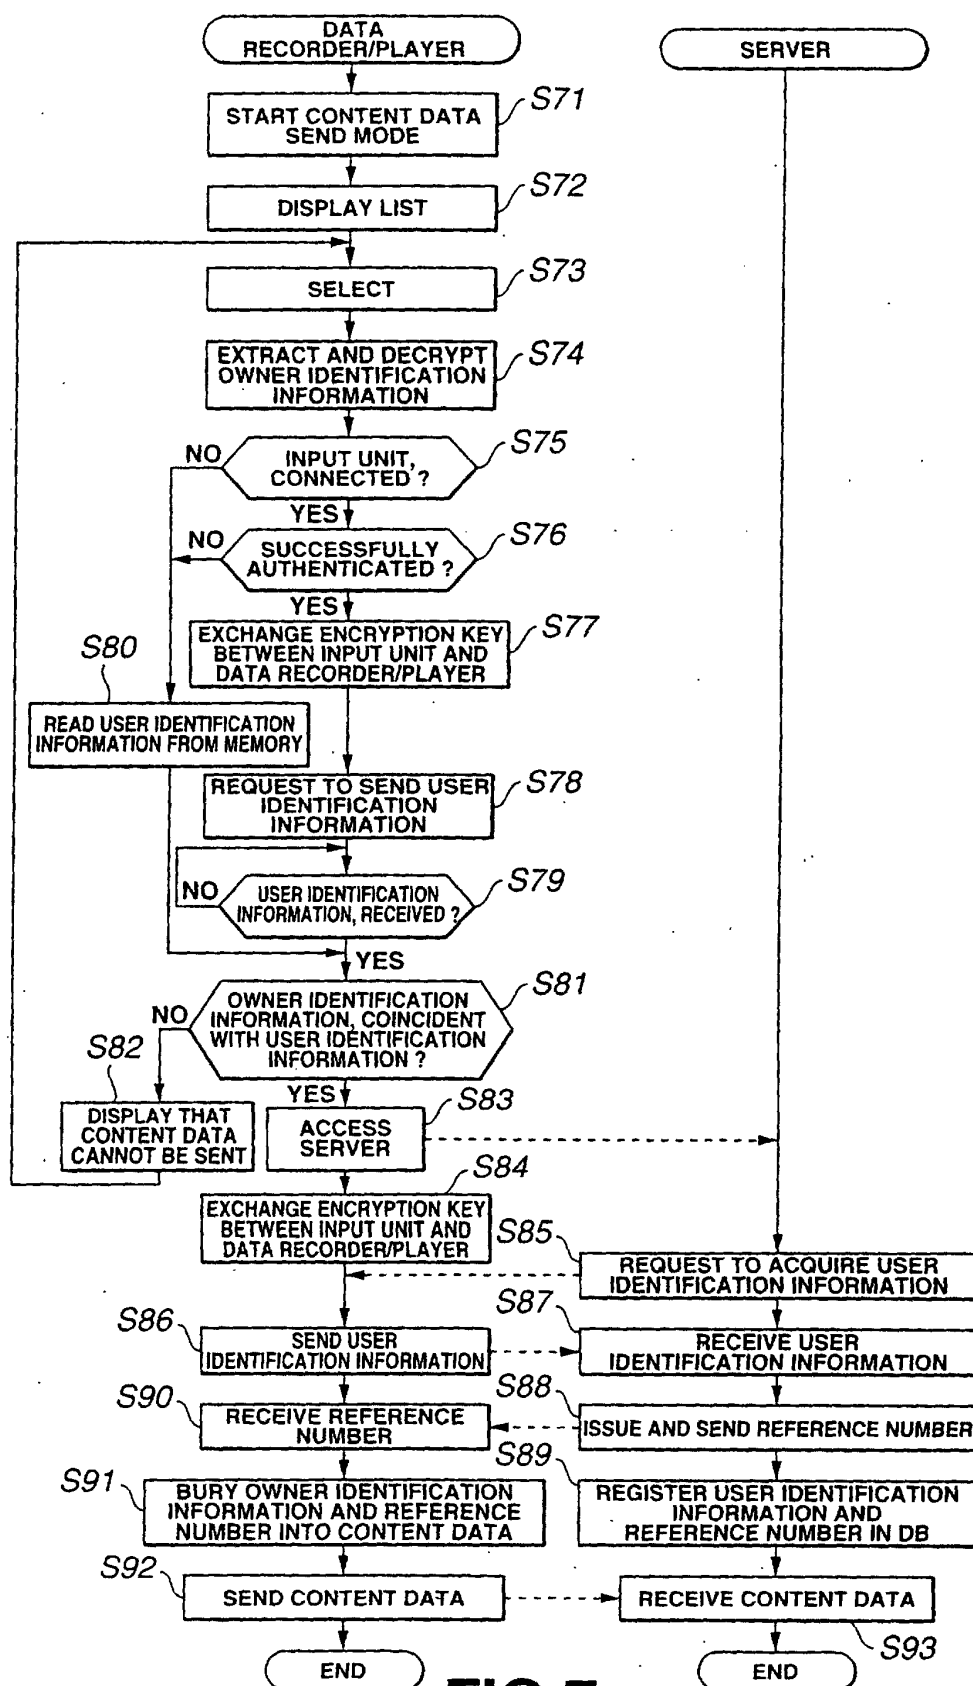 DATA
RECORDER/PLAYER
SERVER
S71
START CONTENT DATA
SEND MODE
S72
DISPLAY LIST
S73
SELECT
S74
EXTRACT AND DECRYPT
OWNER IDENTIFICATION
INFORMATION
S75
NO
INPUT UNIT,
CONNECTED ?
YES
S76
NO
SUCCESSFULLY
AUTHENTICATED ?
YES
S77
EXCHANGE ENCRYPTION KEY
BETWEEN INPUT UNIT AND
DATA RECORDER/PLAYER
S80
READ USER IDENTIFICATION
INFORMATION FROM MEMORY
S78
REQUEST TO SEND USER
IDENTIFICATION
INFORMATION
S79
NO
USER IDENTIFICATION
INFORMATION, RECEIVED ?
YES
S81
OWNER IDENTIFICATION
INFORMATION, COINCIDENT
WITH USER IDENTIFICATION
INFORMATION ?
NO
S82
YES
DISPLAY THAT
CONTENT DATA
CANNOT BE SENT
S83
ACCESS
SERVER
S84
EXCHANGE ENCRYPTION KEY
BETWEEN INPUT UNIT AND
DATA RECORDER/PLAYER
S85
REQUEST TO ACQUIRE USER
IDENTIFICATION INFORMATION
S86
SEND USER
IDENTIFICATION INFORMATION
S87
RECEIVE USER
IDENTIFICATION INFORMATION
S90
RECEIVE REFERENCE
NUMBER
S88
ISSUE AND SEND REFERENCE NUMBER
S91
BURY OWNER IDENTIFICATION
INFORMATION AND REFERENCE
NUMBER INTO CONTENT DATA
S89
REGISTER USER IDENTIFICATION
INFORMATION AND
REFERENCE NUMBER IN DB
S92
SEND CONTENT DATA
RECEIVE CONTENT DATA
S93
END
END